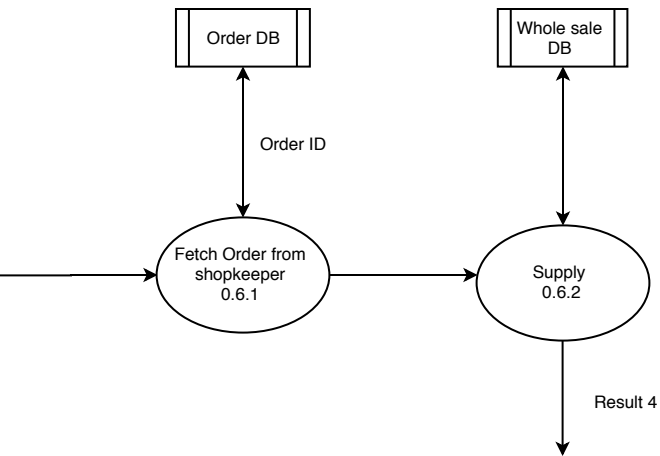 Order DB
Whole sale
DB
Order ID
Fetch Order from
shopkeeper
0.6.1
Supply
0.6.2
Result 4